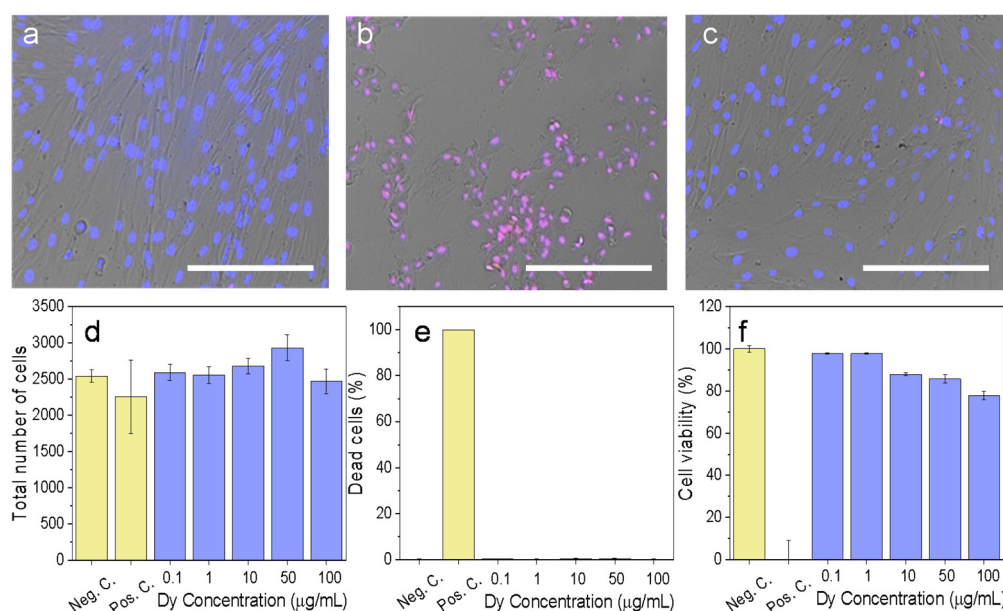 a
b
c
d
Total number of cells
3500
3000
2500
2000
1500
1000
500
0
Neg. C.
Pos. C.
0.1
1
10
50
100
Dy Concentration (μg/mL)
e
Dead cells (%)
100
80
60
40
20
0
Neg. C.
Pos. C.
0.1
1
10
50
100
Dy Concentration (μg/mL)
f
Cell viability (%)
120
100
80
60
40
20
0
Neg. C.
Pos. C.
0.1
1
10
50
100
Dy Concentration (μg/mL)